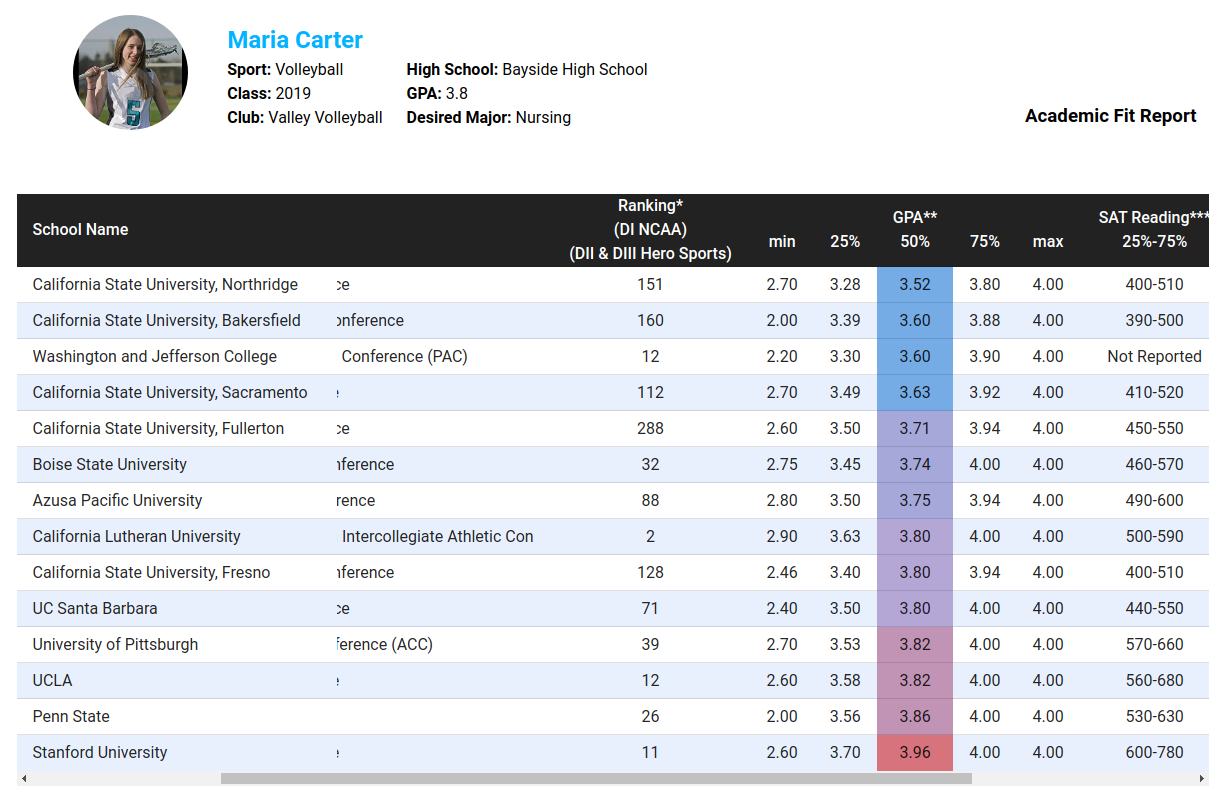 Maria Carter
Sport: Volleyball High School: Bayside High School
Class: 2019 GPA: 3.8
Club: Valley Volleyball Desired Major: Nursing
Academic Fit Report
5
School Name Ranking* (DI NCAA) (DII & DIII Hero Sports) min 25% GPA** 50% 75% max SAT Reading*** 25%-75%
California State University, Northridge ce 151 2.70 3.28 3.52 3.80 4.00 400-510
California State University, Bakersfield onference 160 2.00 3.39 3.60 3.88 4.00 390-500
Washington and Jefferson College Conference (PAC) 12 2.20 3.30 3.60 3.90 4.00 Not Reported
California State University, Sacramento e 112 2.70 3.49 3.63 3.92 4.00 410-520
California State University, Fullerton ce 288 2.60 3.50 3.71 3.94 4.00 450-550
Boise State University nference 32 2.75 3.45 3.74 4.00 4.00 460-570
Azusa Pacific University rence 88 2.80 3.50 3.75 3.94 4.00 490-600
California Lutheran University Intercollegiate Athletic Con 2 2.90 3.63 3.80 4.00 4.00 500-590
California State University, Fresno nference 128 2.46 3.40 3.80 3.94 4.00 400-510
UC Santa Barbara ce 71 2.40 3.50 3.80 4.00 4.00 440-550
University of Pittsburgh ference (ACC) 39 2.70 3.53 3.82 4.00 4.00 570-660
UCLA e 12 2.60 3.58 3.82 4.00 4.00 560-680
Penn State 26 2.00 3.56 3.86 4.00 4.00 530-630
Stanford University e 11 2.60 3.70 3.96 4.00 4.00 600-780